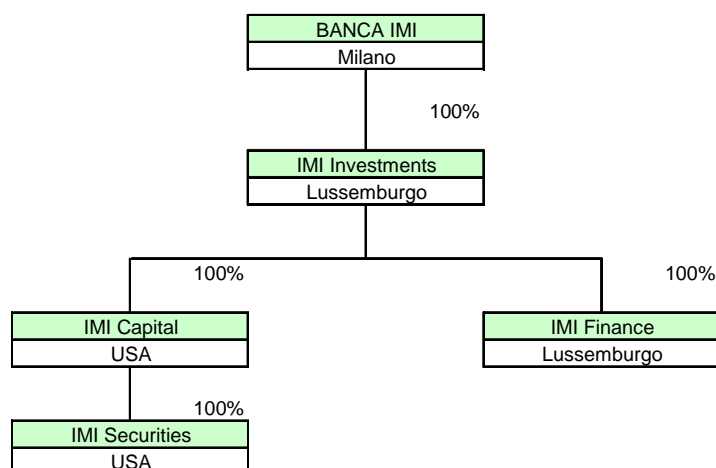 BANCA IMI
Milano
100%
IMI Investments
Lussemburgo
100%
100%
IMI Capital
USA
IMI Finance
Lussemburgo
100%
IMI Securities
USA